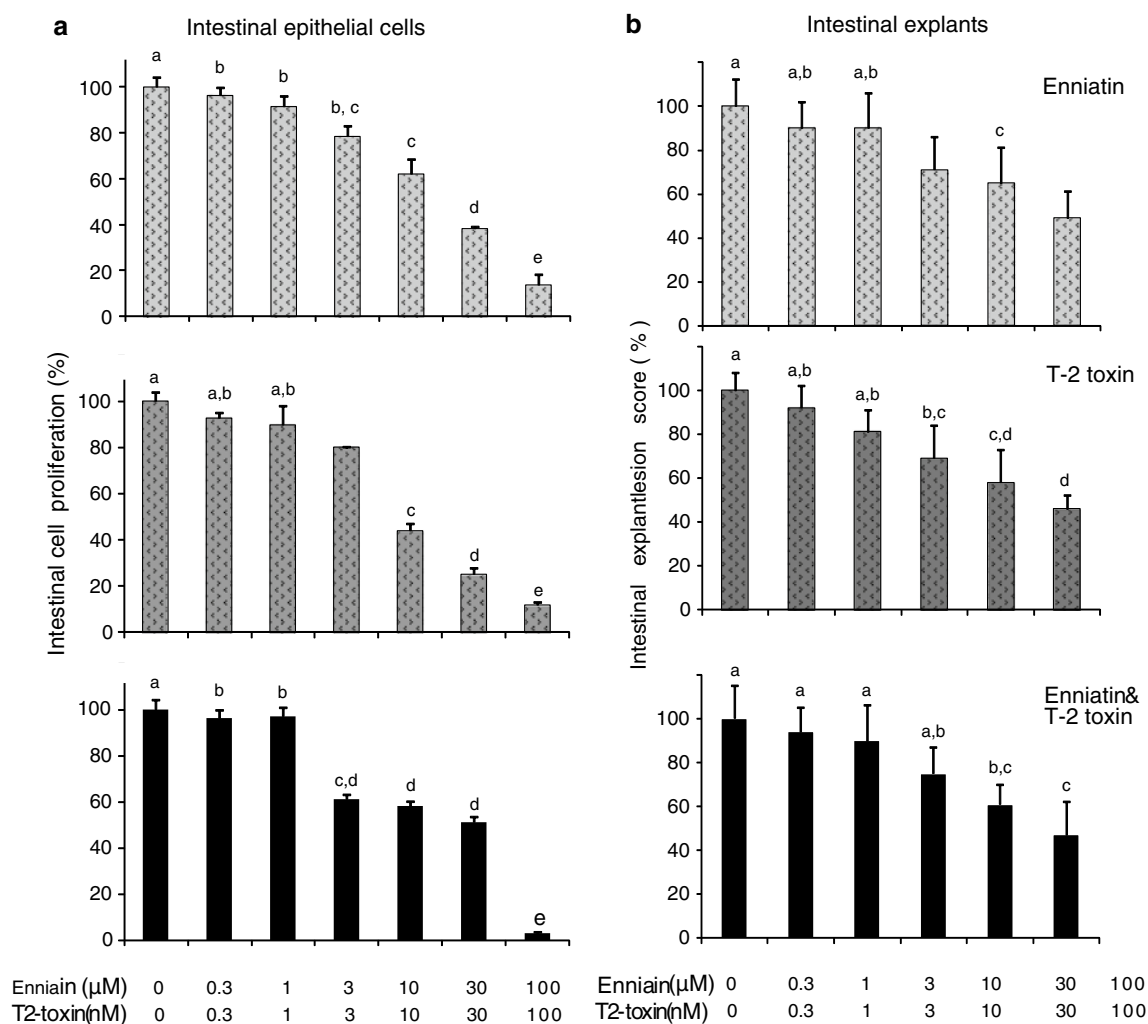 a Intestinal epithelial cells
a b b b, c c d e
100
80
60
40
20
0
a a,b a,b c d e
100
80
60
40
20
0
a b b c,d d d e
100
80
60
40
20
0
Intestinal cell proliferation (%)
Enniain (µM) 0 0.3 1 3 10 30 100
T2-toxin(nM) 0 0.3 1 3 10 30 100
b Intestinal explants
Enniatin
a a,b a,b c
100
80
60
40
20
0
T-2 toxin
a a,b a,b b,c c,d d
100
80
60
40
20
0
Enniatin&
T-2 toxin
a a a a,b b,c c
100
80
60
40
20
0
Intestinal explantlesion score ( % )
Enniain(µM) 0 0.3 1 3 10 30 100
T2-toxin(nM) 0 0.3 1 3 10 30 100